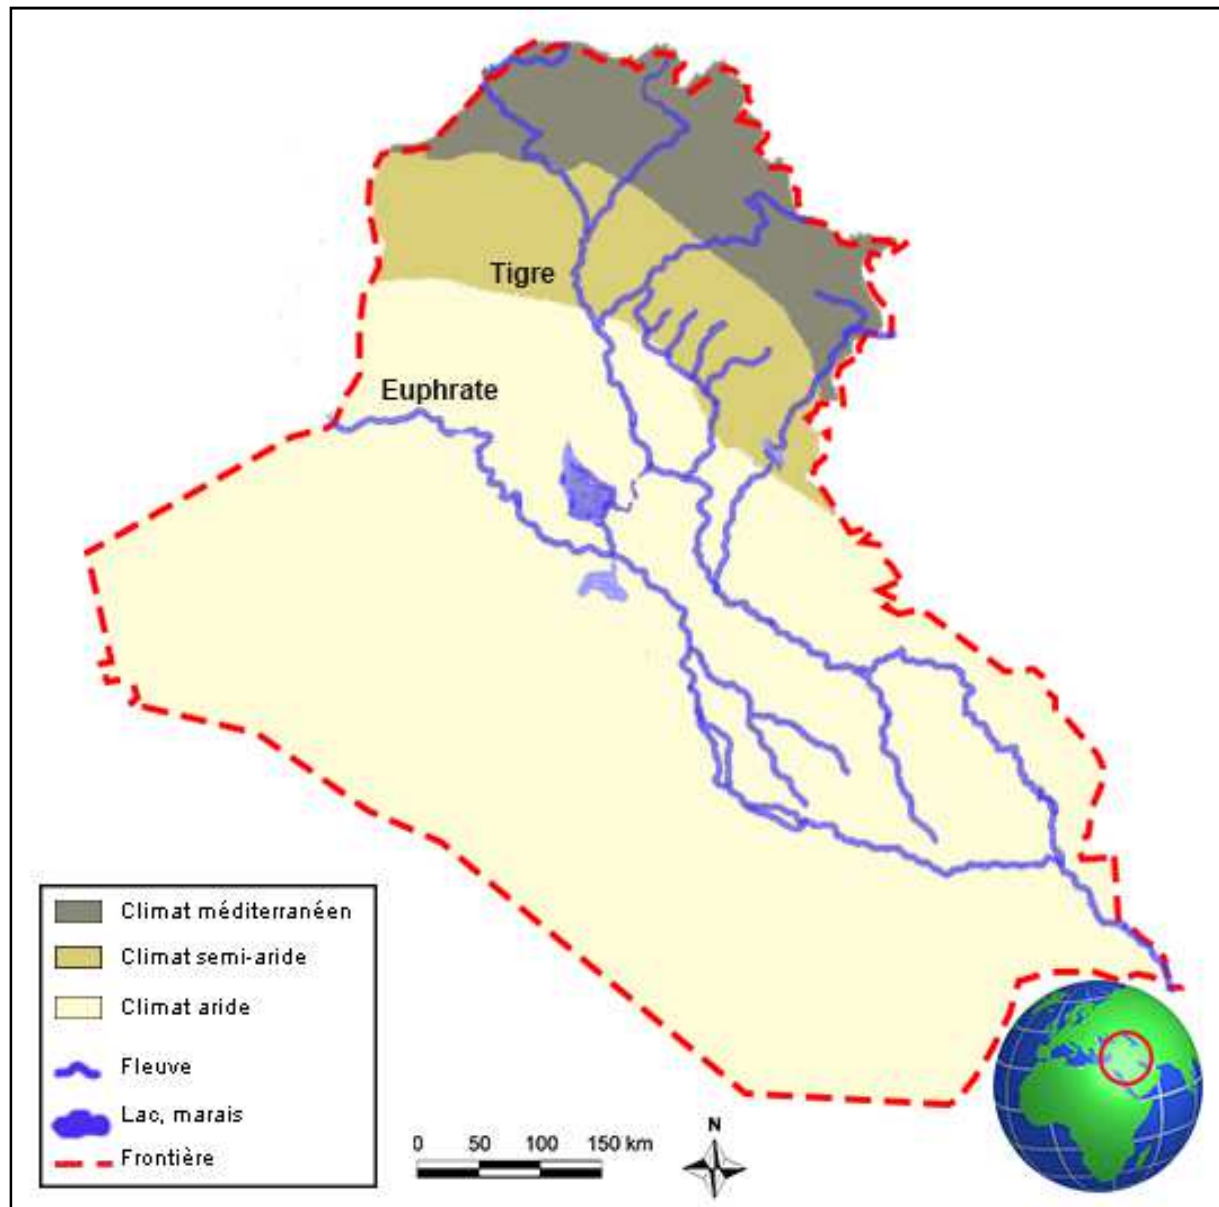 Tigre
Euphrate
Climat méditerranéen
Climat semi-aride
Climat aride
Fleuve
Lac, marais
Frontière
0 50 100 150 km
N